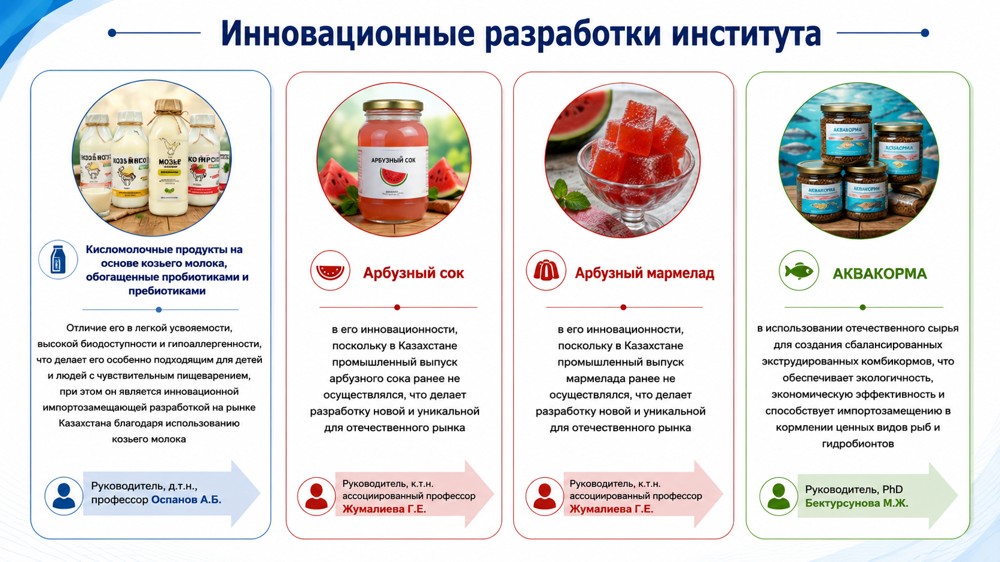 Инновационные разработки института
Кисломолочные продукты на
основе козьего молока,
обогащенные пробиотиками и
пребиотиками
Отличие его в легкой усвояемости,
высокой биодоступности и гипоаллергенности,
что делает его особенно подходящим для детей
и людей с чувствительным пищеварением,
при этом он является инновационной
импортозамещающей разработкой на рынке
Казахстана благодаря использованию
козьего молока
Руководитель, д.т.н.,
профессор Оспанов А.Б.
АРБУЗНЫЙ СОК
Арбузный сок
в его инновационности,
поскольку в Казахстане
промышленный выпуск
арбузного сока ранее не
осуществлялся, что делает
разработку новой и уникальной
для отечественного рынка
Руководитель, к.т.н.
ассоциированный профессор
Жумалиева Г.Е.
Арбузный мармелад
в его инновационности,
поскольку в Казахстане
промышленный выпуск
мармелада ранее не
осуществлялся, что делает
разработку новой и уникальной
для отечественного рынка
Руководитель, к.т.н.
ассоциированный профессор
Жумалиева Г.Е.
АКВАКОРМА
АКВАКОРМА
АКВАКОРМА
АКВАКОРМА
в использовании отечественного сырья
для создания сбалансированных
экструдированных комбикормов, что
обеспечивает экологичность,
экономическую эффективность и
способствует импортозамещению в
кормлении ценных видов рыб и
гидробионтов
Руководитель, PhD
Бектурсунова М.Ж.